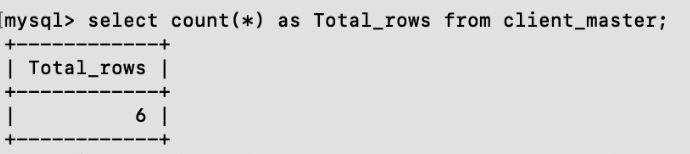 [mysql> select count(*) as Total_rows from client_master;
+------------+
| Total_rows |
+------------+
|          6 |
+------------+